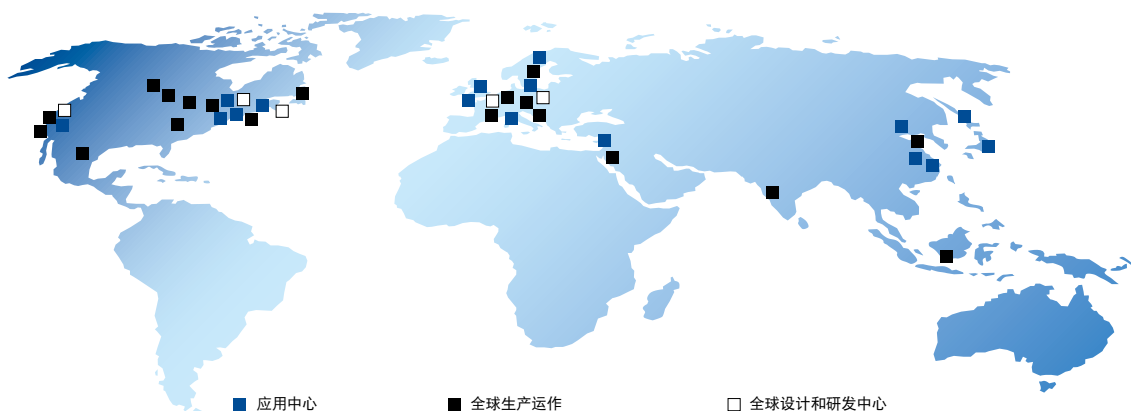 应用中心
全球生产运作
全球设计和研发中心